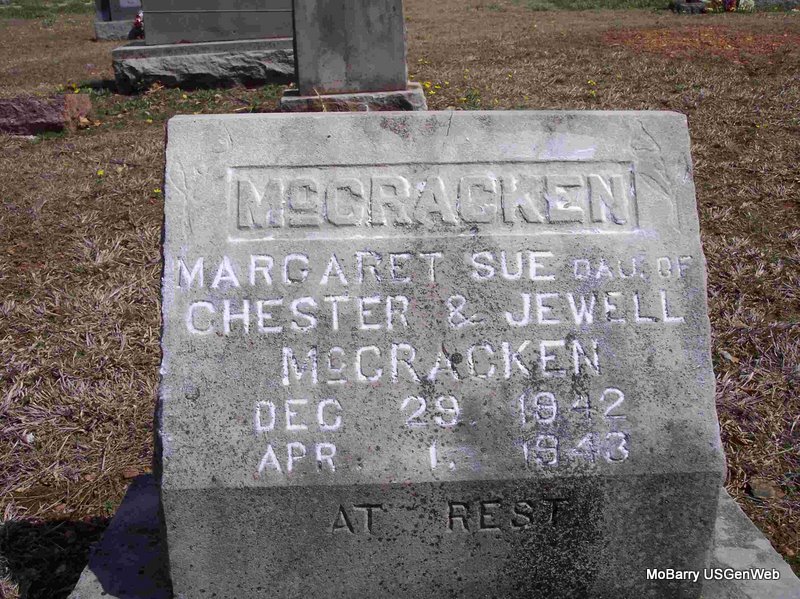 McCRACKEN
MARGARET SUE DAU. OF
CHESTER & JEWELL
McCRACKEN
DEC 29. 1942
APR. 1. 1943
AT REST
MoBarry USGenWeb